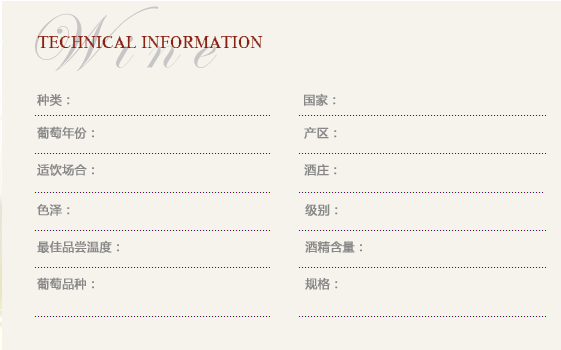 Wine
TECHNICAL INFORMATION
种类：
国家：
葡萄年份：
产区：
适饮场合：
酒庄：
色泽：
级别：
最佳品尝温度：
酒精含量：
葡萄品种：
规格：